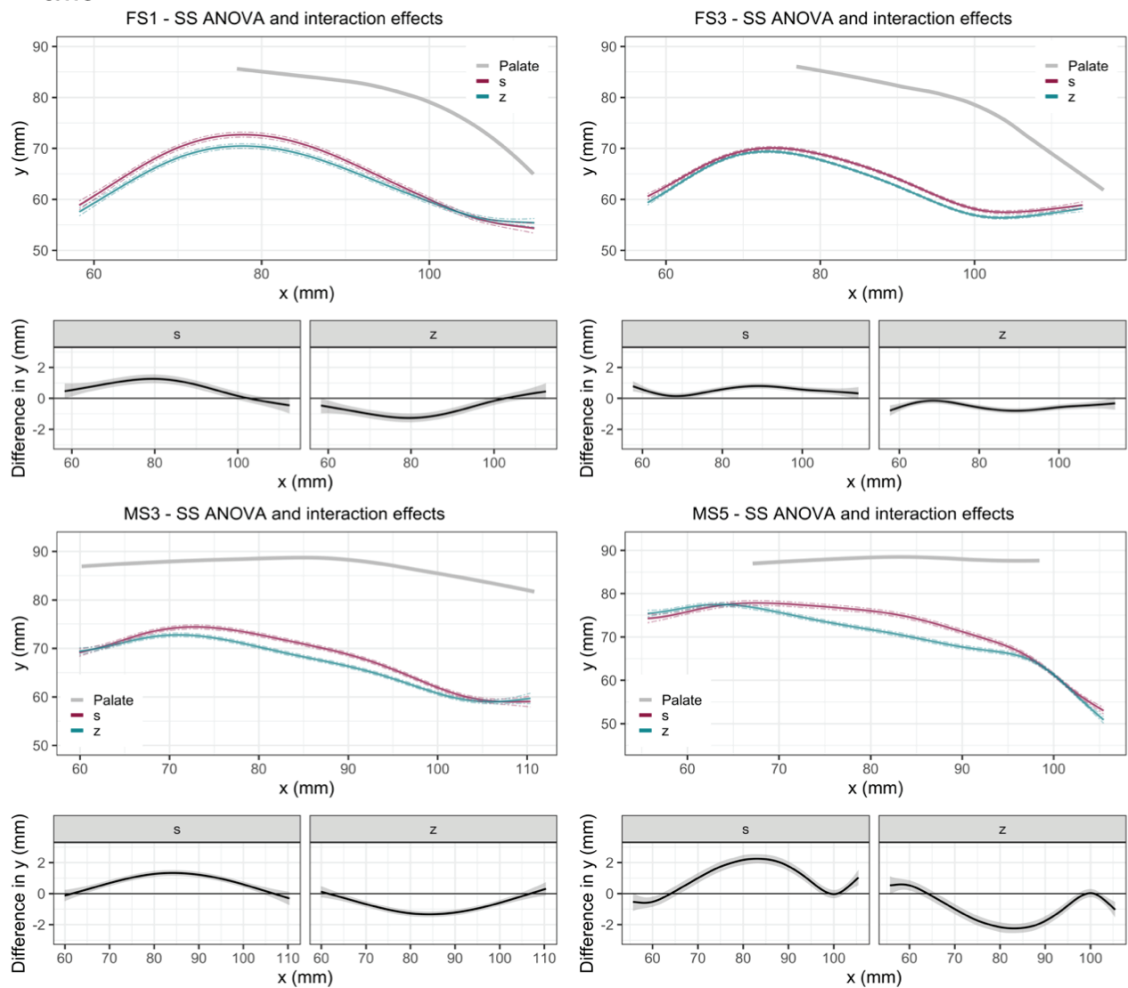 FS1 - SS ANOVA and interaction effects
90
80
70
60
50
y (mm)
Palate
s
z
60 80 100
x (mm)
s z
Difference in y (mm)
2
0
-2
60 80 100 60 80 100
x (mm)
FS3 - SS ANOVA and interaction effects
90
80
70
60
50
y (mm)
Palate
s
z
60 80 100
x (mm)
s z
Difference in y (mm)
2
0
-2
60 80 100 60 80 100
x (mm)
MS3 - SS ANOVA and interaction effects
90
80
70
60
50
y (mm)
Palate
s
z
60 70 80 90 100 110
x (mm)
s z
Difference in y (mm)
2
0
-2
60 70 80 90 100 110 60 70 80 90 100 110
x (mm)
MS5 - SS ANOVA and interaction effects
90
80
70
60
50
y (mm)
Palate
s
z
60 70 80 90 100
x (mm)
s z
Difference in y (mm)
2
0
-2
60 70 80 90 100 60 70 80 90 100
x (mm)